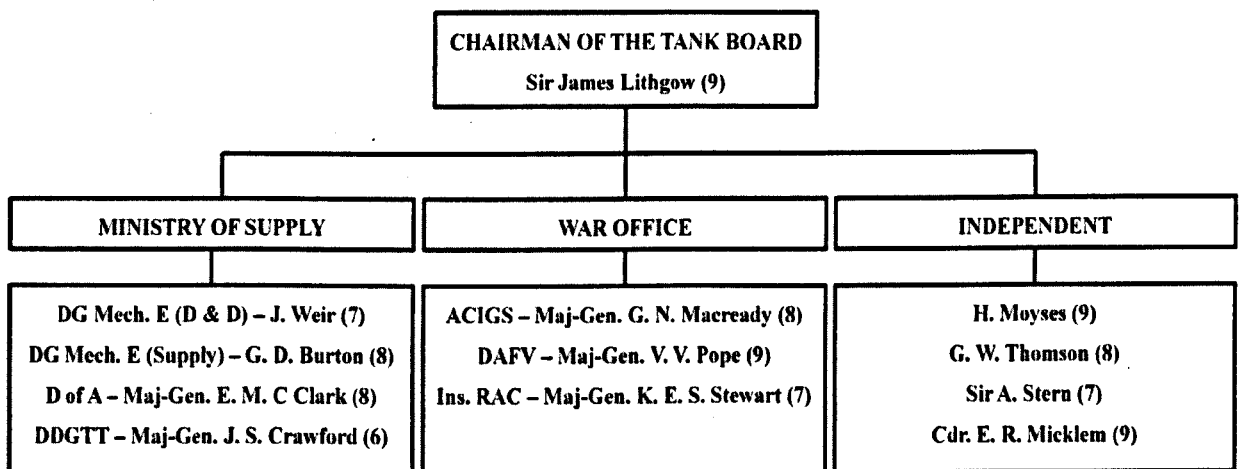 CHAIRMAN OF THE TANK BOARD
Sir James Lithgow (9)
MINISTRY OF SUPPLY
DG Mech. E (D & D) – J. Weir (7)
DG Mech. E (Supply) – G. D. Burton (8)
D of A – Maj-Gen. E. M. C Clark (8)
DDGTT – Maj-Gen. J. S. Crawford (6)
WAR OFFICE
ACIGS – Maj-Gen. G. N. Macready (8)
DAFV – Maj-Gen. V. V. Pope (9)
Ins. RAC – Maj-Gen. K. E. S. Stewart (7)
INDEPENDENT
H. Moyses (9)
G. W. Thomson (8)
Sir A. Stern (7)
Cdr. E. R. Micklem (9)